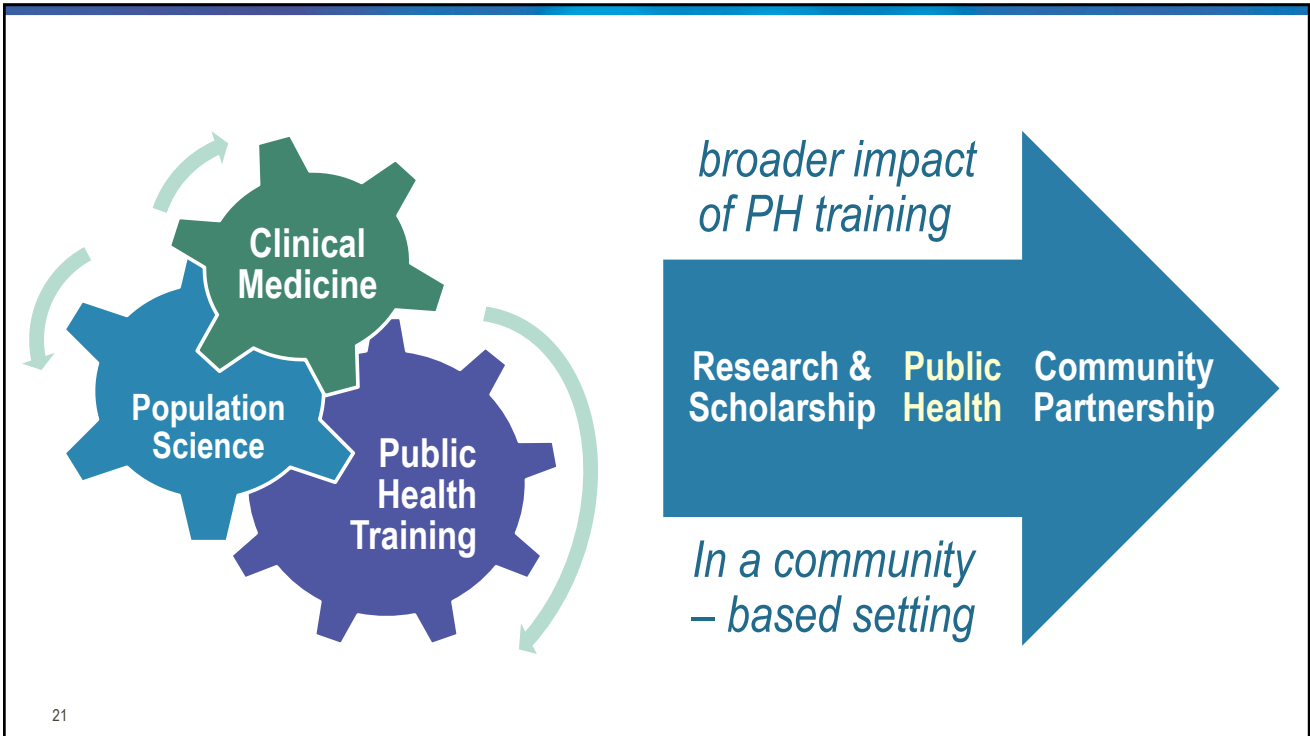 Clinical
Medicine
Population
Science
Public
Health
Training
broader impact
of PH training
Research & Public Community
Scholarship Health Partnership
In a community
– based setting
21